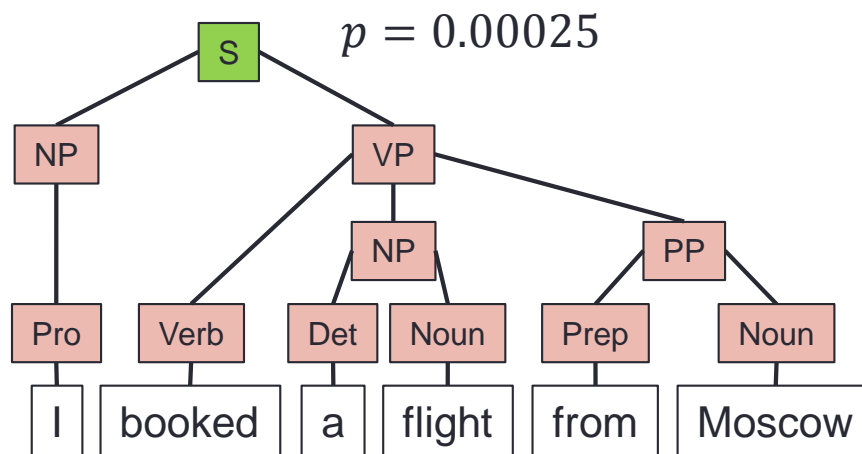 S p = 0.00025
NP VP
NP PP
Pro Verb Det Noun Prep Noun
I booked a flight from Moscow